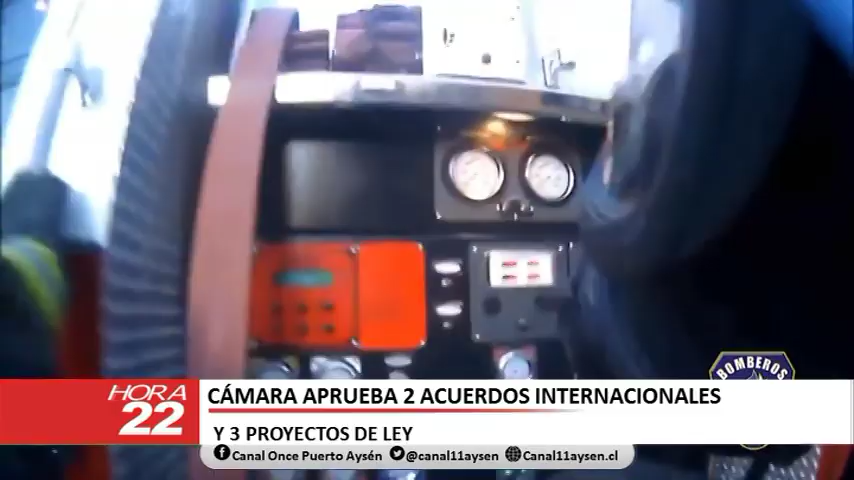 BOMBEROS
HORA
22
CÁMARA APRUEBA 2 ACUERDOS INTERNACIONALES
Y 3 PROYECTOS DE LEY
Canal Once Puerto Aysén @canal11aysen Canal11aysen.cl